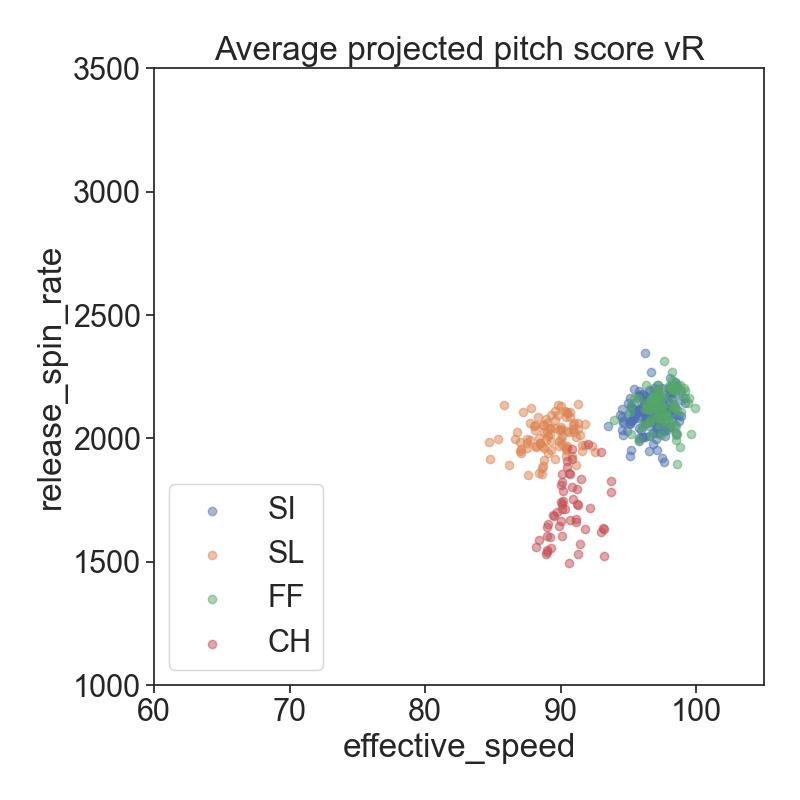 Average projected pitch score vR
3500
3000
2500
2000
1500
1000
release_spin_rate
SI
SL
FF
CH
60
70
80
90
100
effective_speed